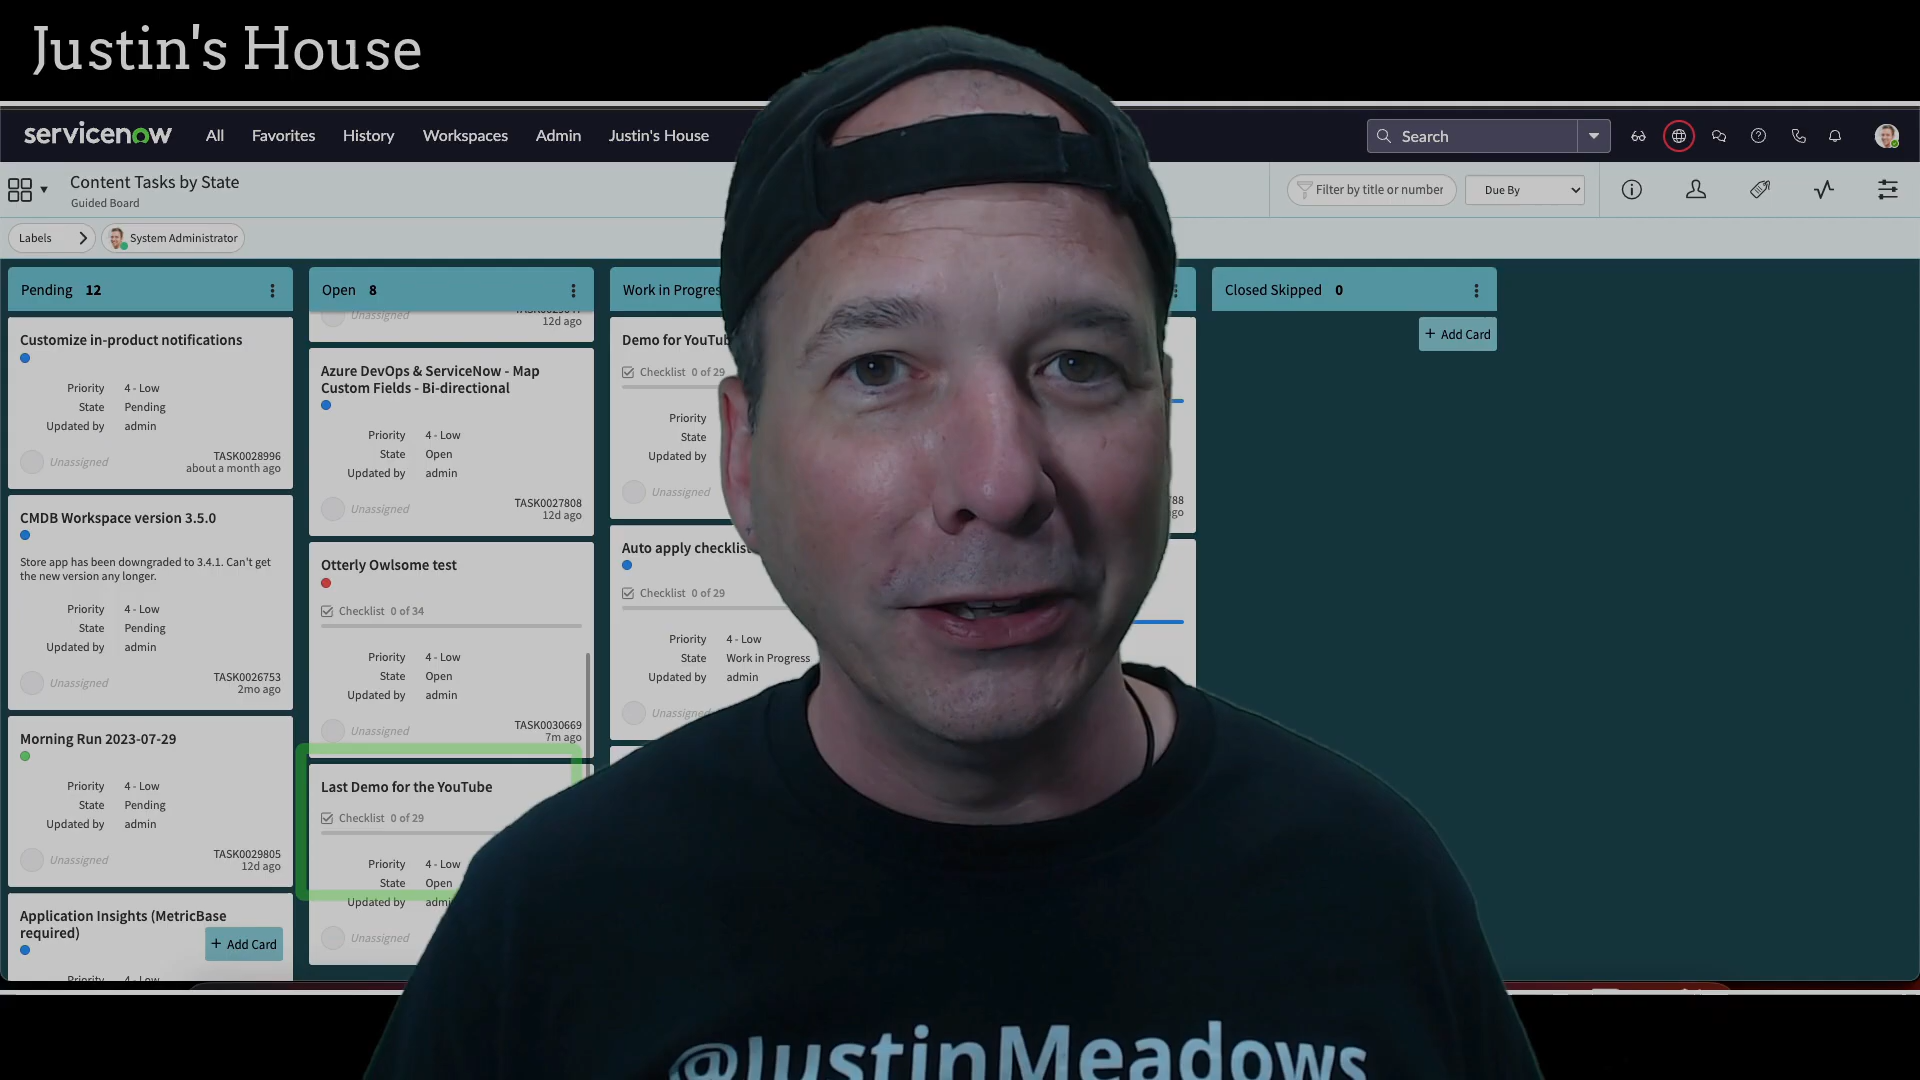 Justin's House
servicenow All Favorites History Workspaces Admin Justin's House Search
Content Tasks by State
Guided Board
Filter by title or number Due By
Labels System Administrator
Pending 12
Customize in-product notifications
Priority 4 - Low
State Pending
Updated by admin
Unassigned TASK0028996
about a month ago
CMDB Workspace version 3.5.0
Store app has been downgraded to 3.4.1. Can't get
the new version any longer.
Priority 4 - Low
State Pending
Updated by admin
Unassigned TASK0026753
2mo ago
Morning Run 2023-07-29
Priority 4 - Low
State Pending
Updated by admin
Unassigned TASK0029805
12d ago
Application Insights (MetricBase
required)
+ Add Card
Priority 4 - Low
Open 8
Unassigned
12d ago
Azure DevOps & ServiceNow - Map
Custom Fields - Bi-directional
Priority 4 - Low
State Open
Updated by admin
Unassigned TASK0027808
12d ago
Otterly Owlsome test
Checklist 0 of 34
Priority 4 - Low
State Open
Updated by admin
Unassigned TASK0030669
7m ago
Last Demo for the YouTube
Checklist 0 of 29
Priority 4 - Low
State Open
Updated by admi
Unassigned
Work in Progres
Demo for YouTub
Checklist 0 of 29
Priority
State
Updated by
Unassigned
88
go
Auto apply checklis
Checklist 0 of 29
Priority 4 - Low
State Work in Progress
Updated by admin
Unassigned
Closed Skipped 0
+ Add Card
@JustinMeadows